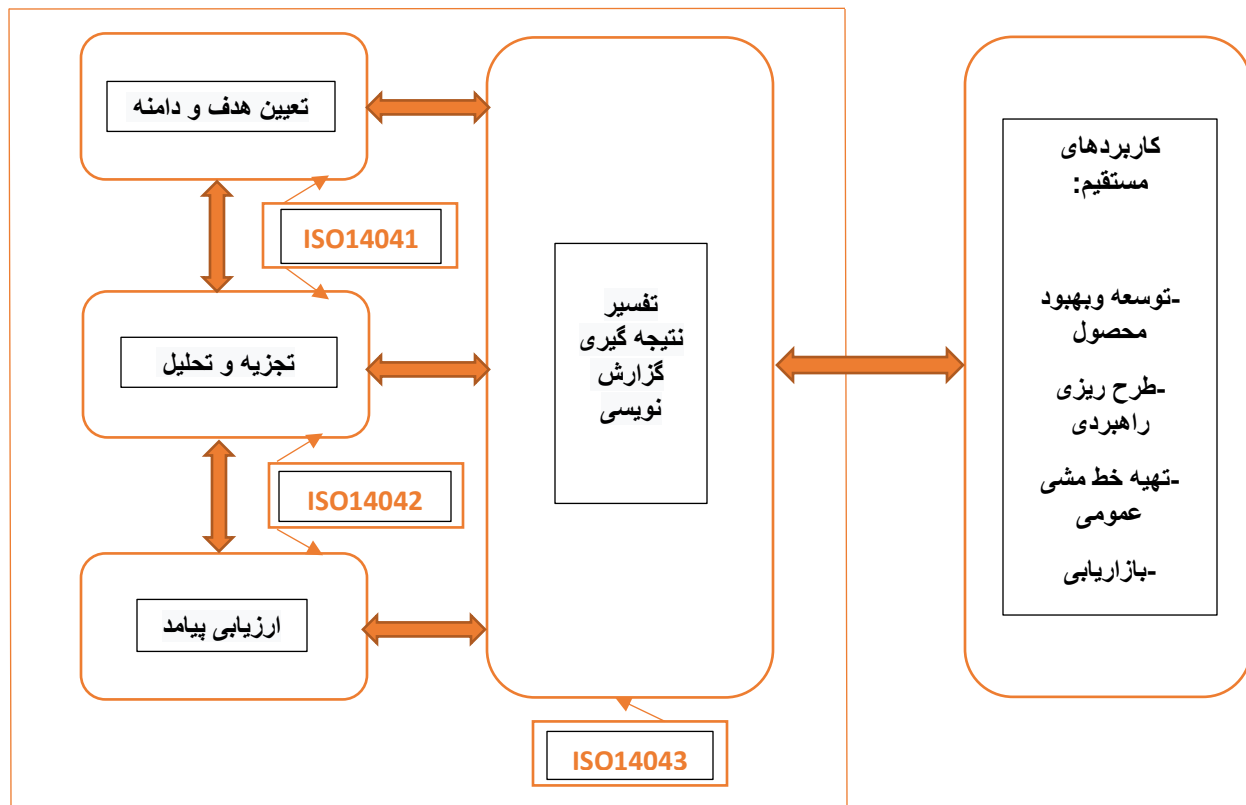 تعیین هدف و دامنه
ISO14041
تجزیه و تحلیل
ISO14042
ارزیابی پیامد
تفسیر
نتیجه گیری
گزارش
نویسی
ISO14043
کاربردهای
مستقیم:
-توسعه وبهبود
محصول
-طرح ریزی
راهبردی
-تهیه خط مشی
عمومی
-بازاریابی